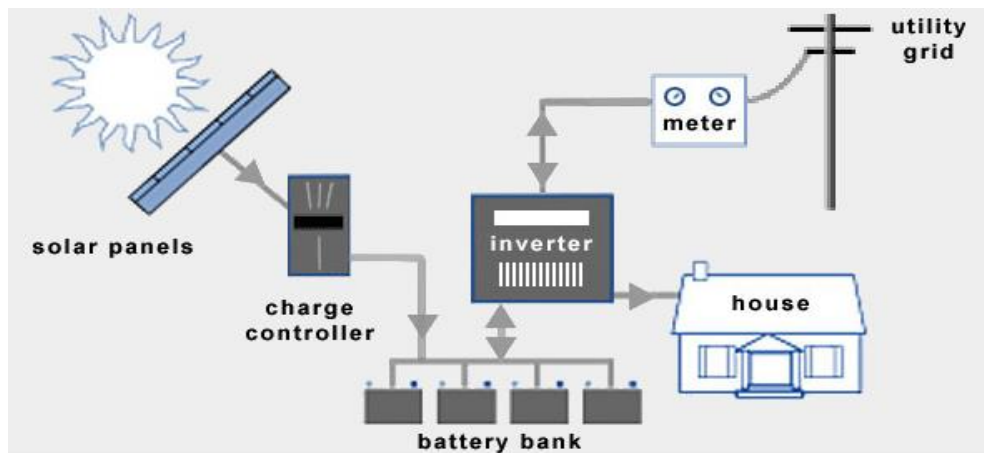 utility
grid
meter
inverter
solar panels
house
charge
controller
battery bank